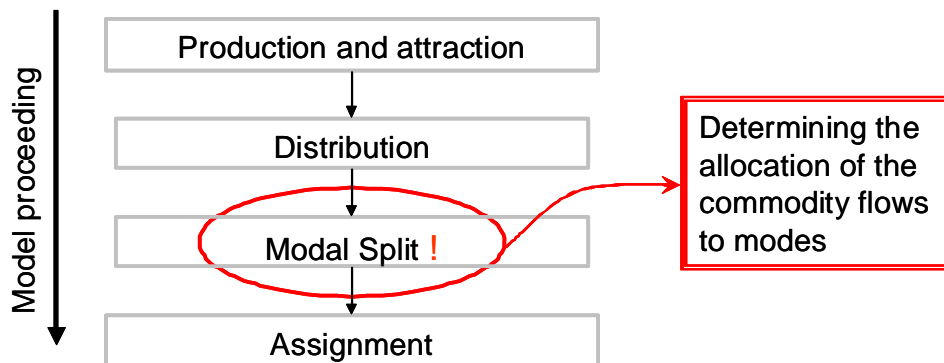 Model proceeding
Production and attraction
Distribution
Modal Split !
Assignment
Determining the
allocation of the
commodity flows
to modes